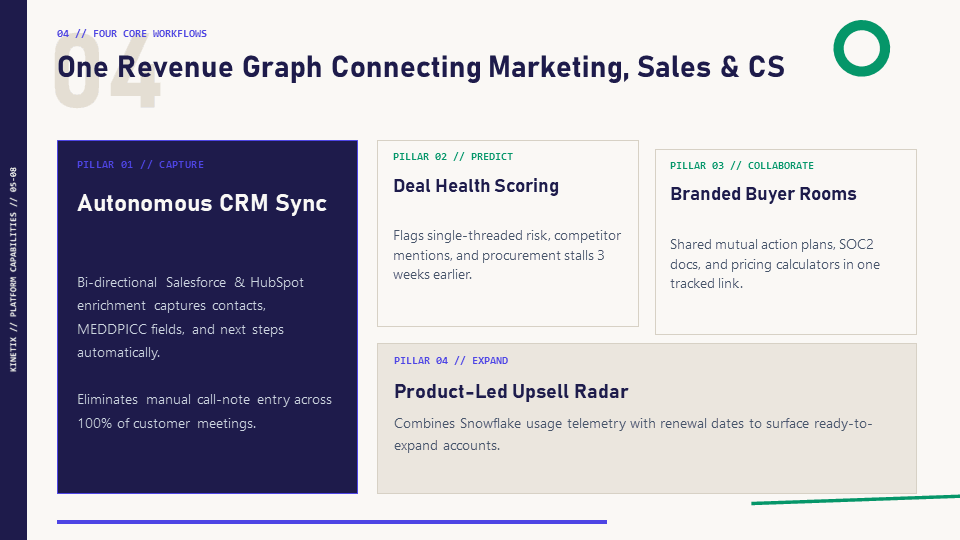 04 // FOUR CORE WORKFLOWS
04
One Revenue Graph Connecting Marketing, Sales & CS
KINETIX // PLATFORM CAPABILITIES // 05-08
PILLAR 01 // CAPTURE
Autonomous CRM Sync
Bi-directional Salesforce & HubSpot
enrichment captures contacts,
MEDDPICC fields, and next steps
automatically.
Eliminates manual call-note entry across
100% of customer meetings.
PILLAR 02 // PREDICT
Deal Health Scoring
Flags single-threaded risk, competitor
mentions, and procurement stalls 3
weeks earlier.
PILLAR 03 // COLLABORATE
Branded Buyer Rooms
Shared mutual action plans, SOC2
docs, and pricing calculators in one
tracked link.
PILLAR 04 // EXPAND
Product-Led Upsell Radar
Combines Snowflake usage telemetry with renewal dates to surface ready-to-
expand accounts.